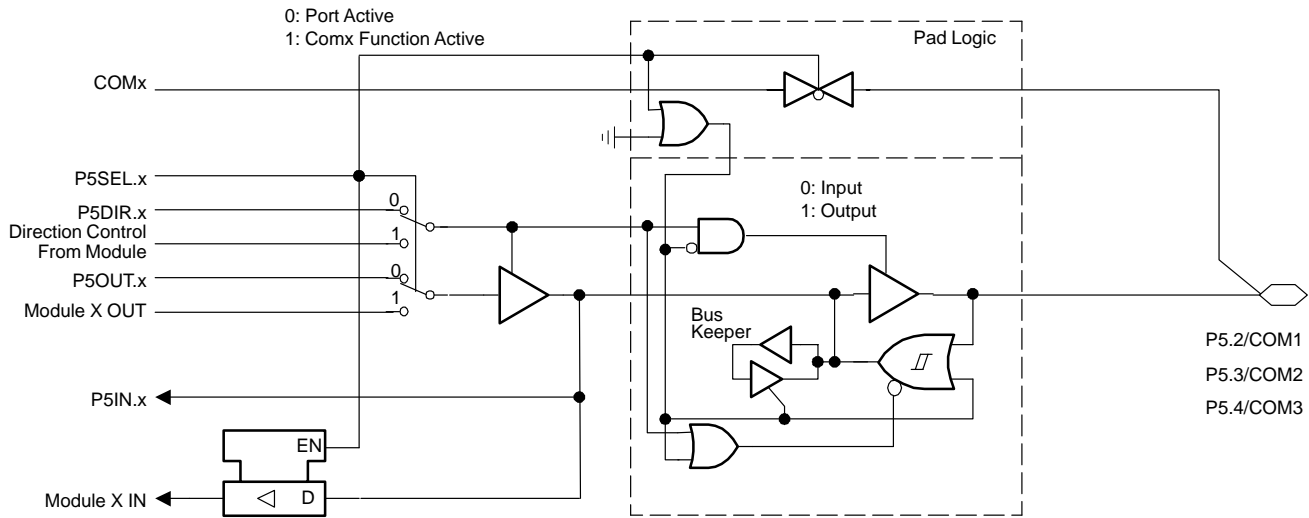 0: Port Active
1: Comx Function Active
Pad Logic
COMx
P5SEL.x
0: Input
1: Output
0
P5DIR.x
Direction Control
From Module
1
P5OUT.x
0
1
Module X OUT
Bus
Keeper
P5.2/COM1
P5.3/COM2
P5.4/COM3
P5IN.x
EN
Module X IN
D